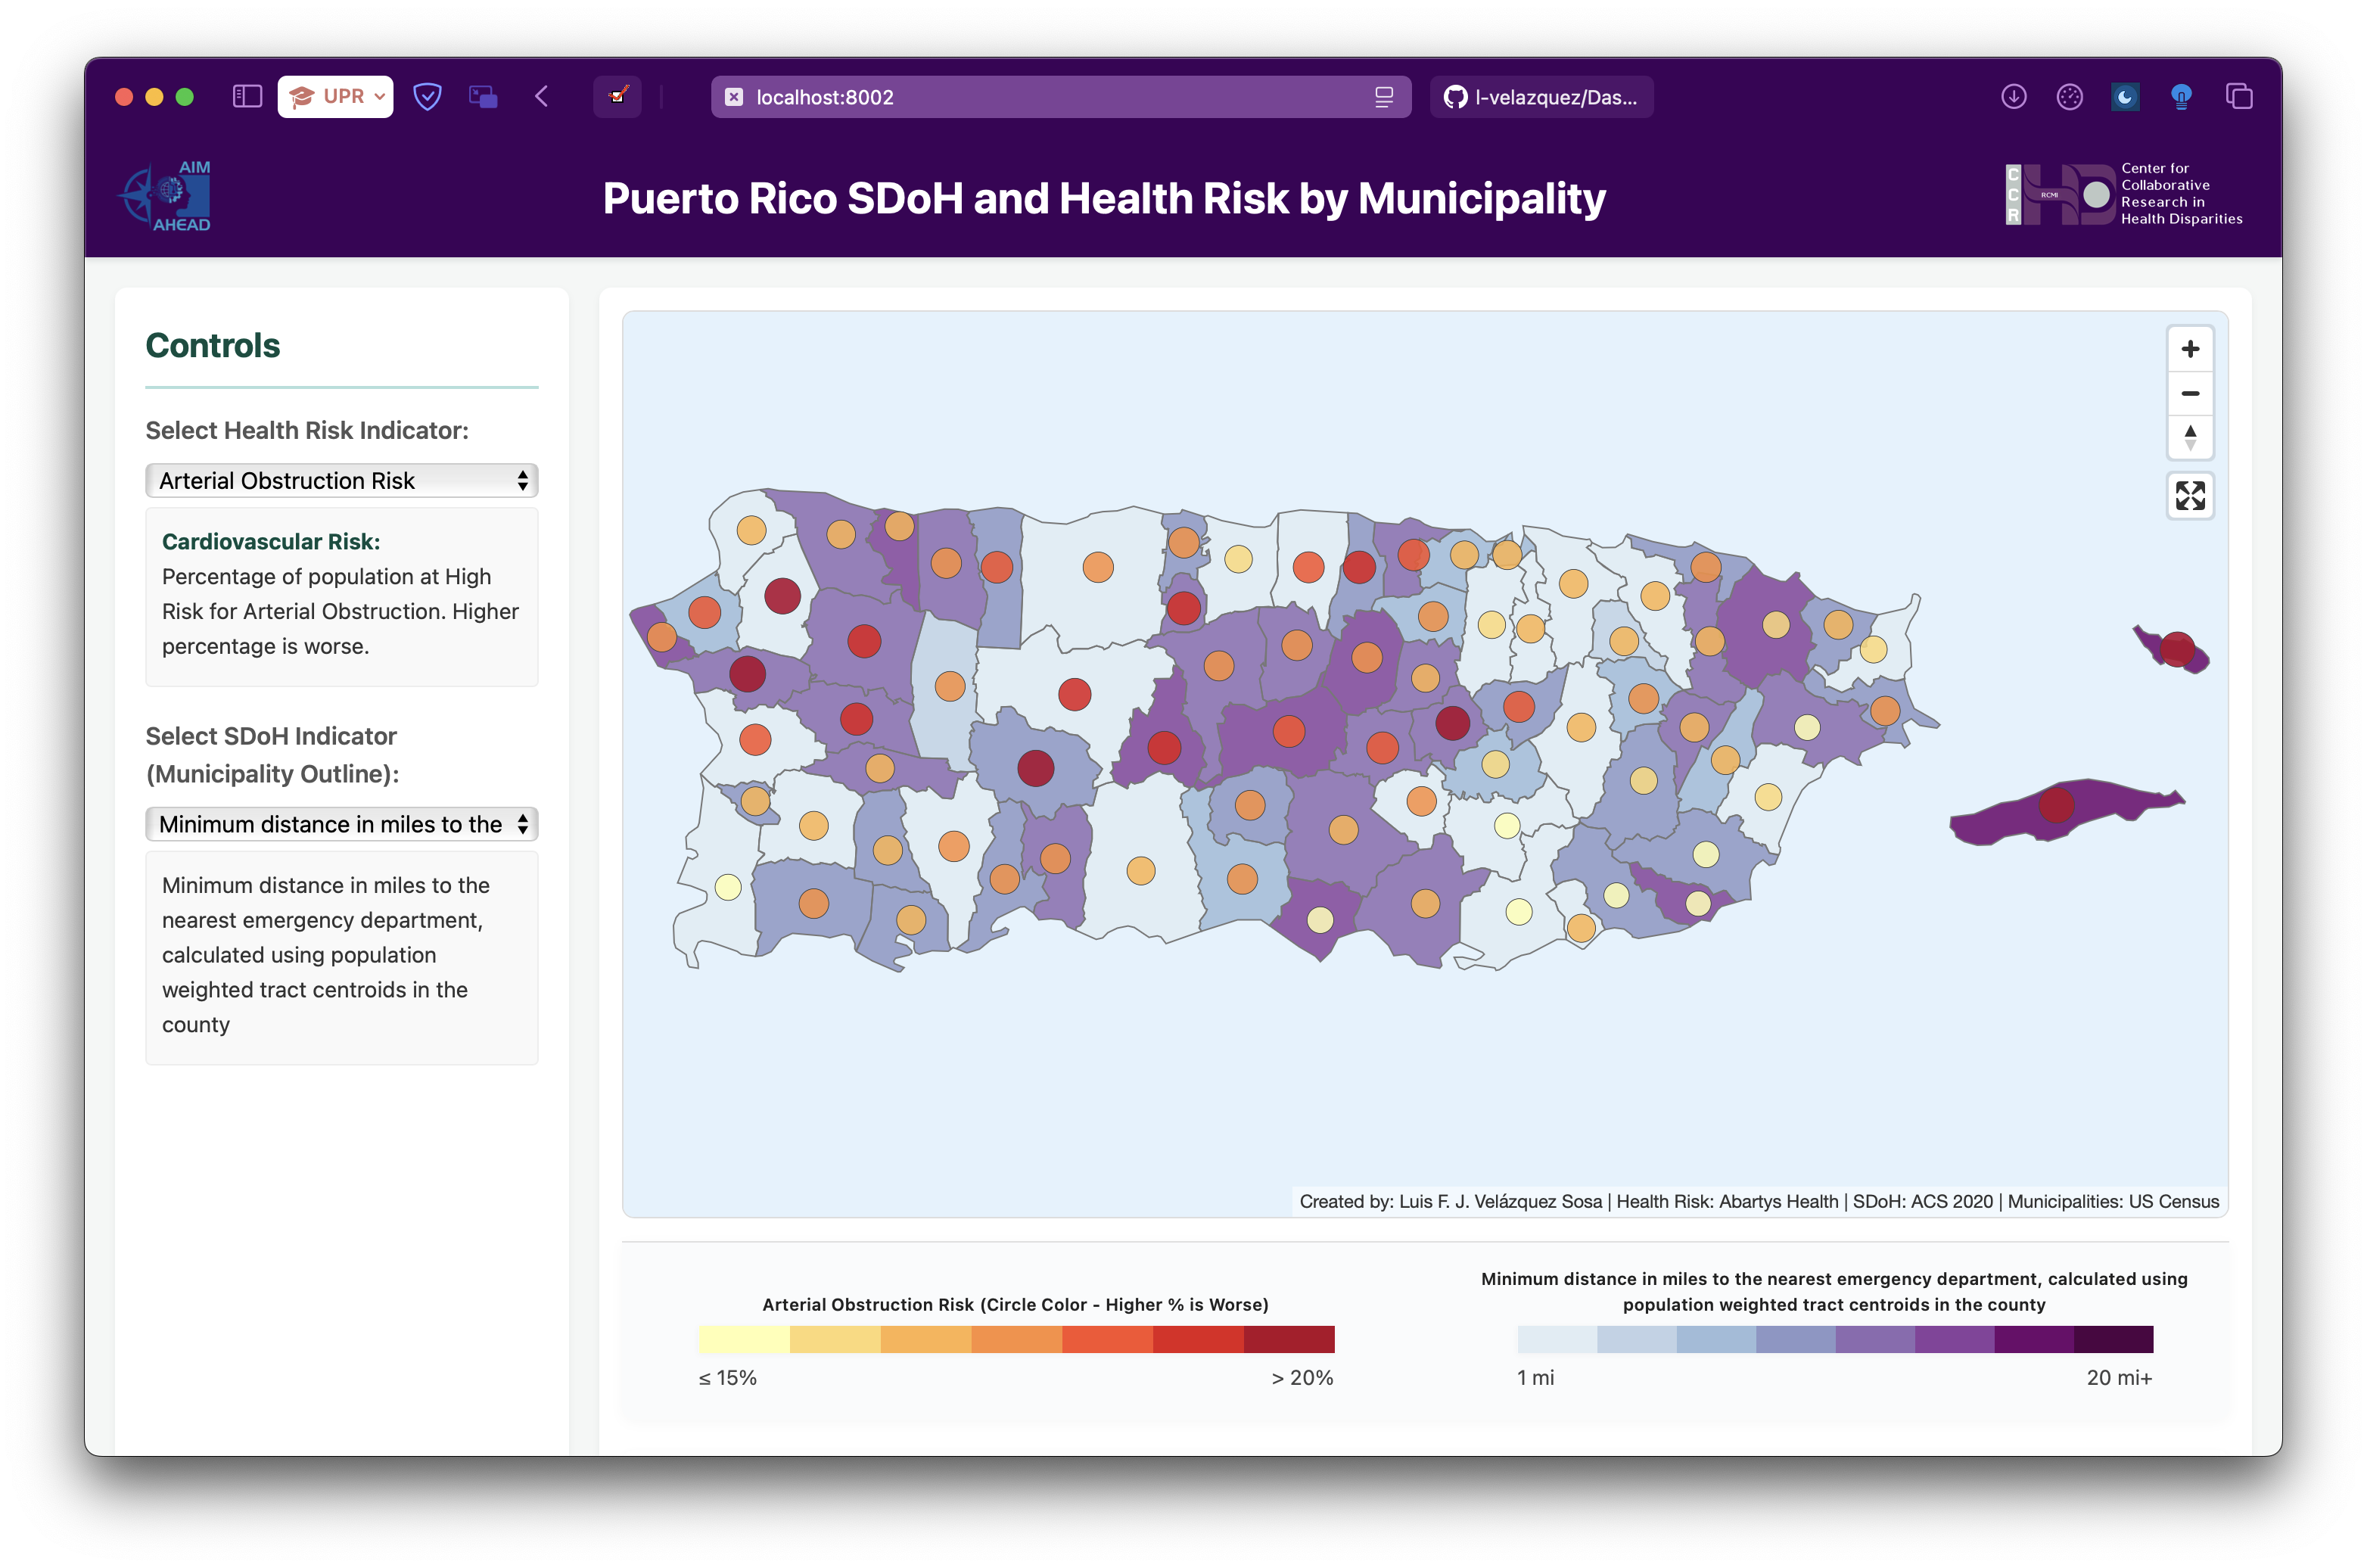 UPR
localhost:8002
l-velazquez/Das...
AIM
AHEAD
Puerto Rico SDoH and Health Risk by Municipality
CCR
HD
RCMI
Center for
Collaborative
Research in
Health Disparities
Controls
Select Health Risk Indicator:
Arterial Obstruction Risk
Cardiovascular Risk:
Percentage of population at High
Risk for Arterial Obstruction. Higher
percentage is worse.
Select SDoH Indicator
(Municipality Outline):
Minimum distance in miles to the
Minimum distance in miles to the
nearest emergency department,
calculated using population
weighted tract centroids in the
county
Created by: Luis F. J. Velázquez Sosa | Health Risk: Abartys Health | SDoH: ACS 2020 | Municipalities: US Census
Arterial Obstruction Risk (Circle Color - Higher % is Worse)
≤ 15%
> 20%
Minimum distance in miles to the nearest emergency department, calculated using
population weighted tract centroids in the county
1 mi
20 mi+